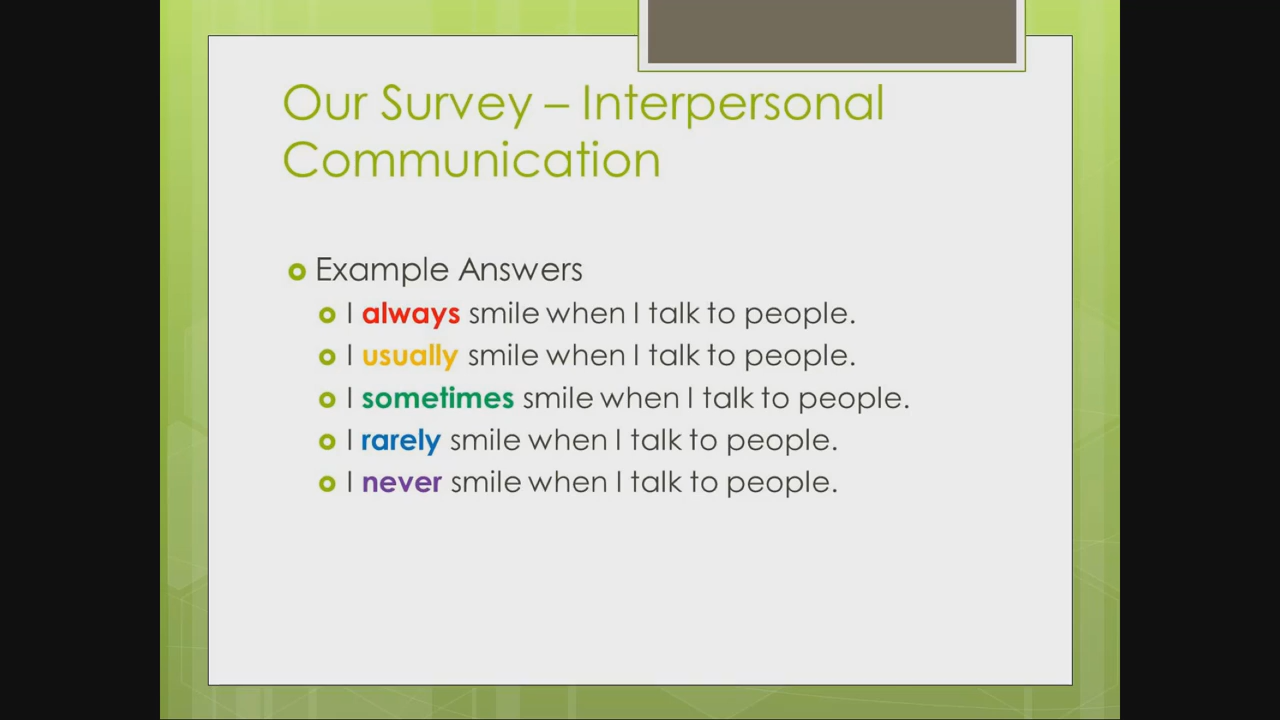 Our Survey – Interpersonal
Communication
Example Answers
I always smile when I talk to people.
I usually smile when I talk to people.
I sometimes smile when I talk to people.
I rarely smile when I talk to people.
I never smile when I talk to people.